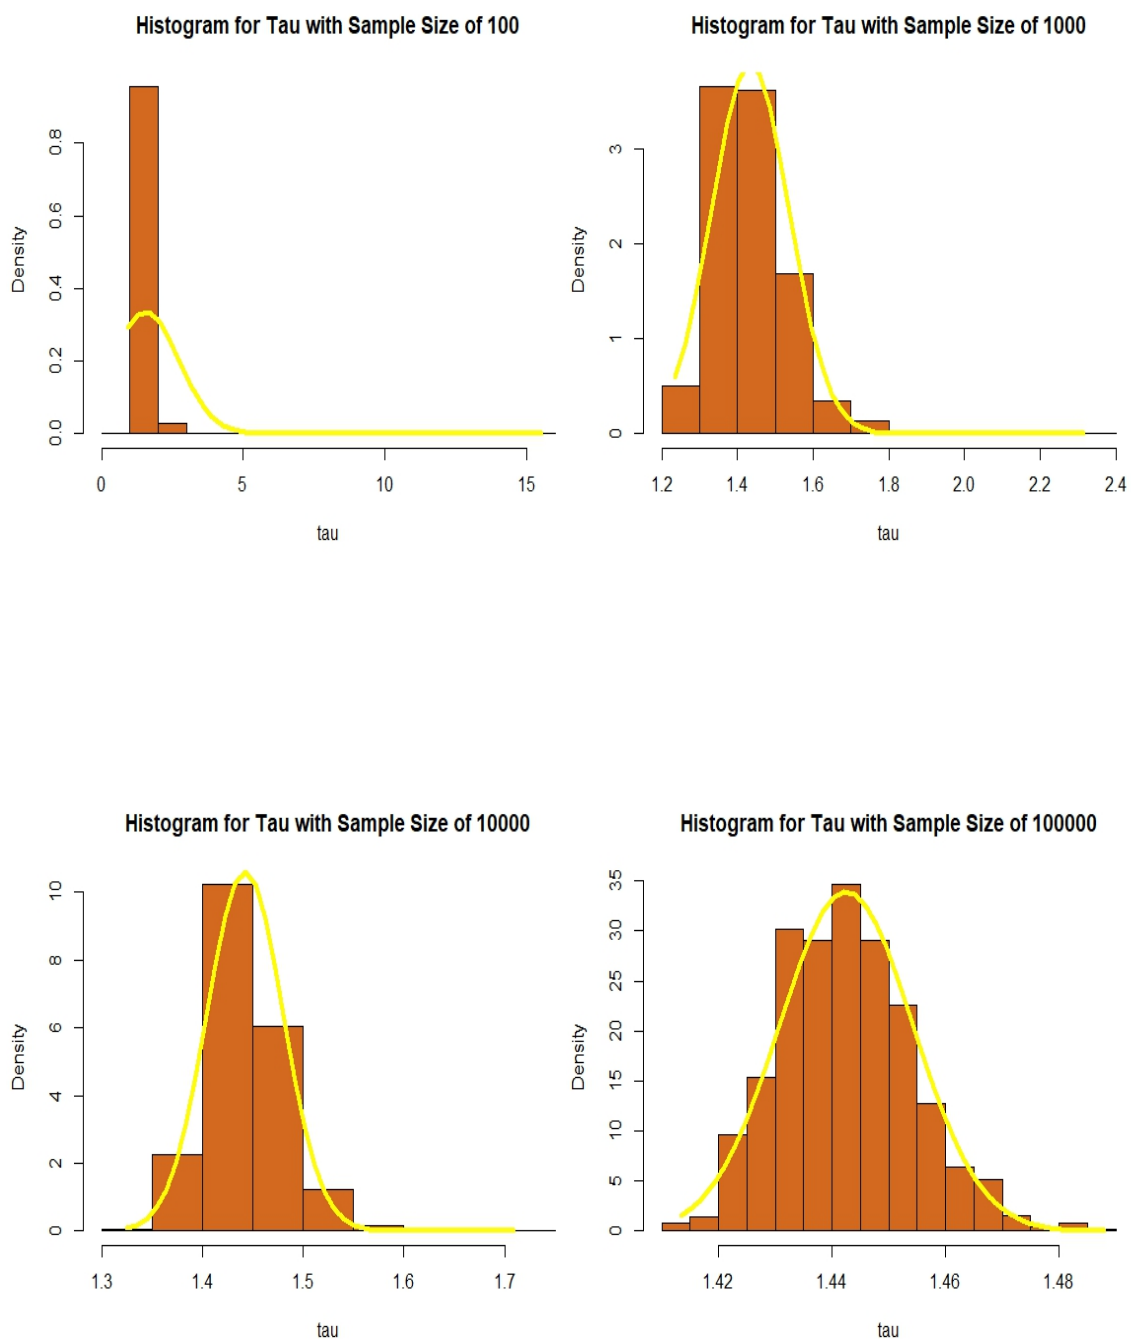 Histogram for Tau with Sample Size of 100
Density
0.0 0.2 0.4 0.6 0.8
0 5 10 15
tau
Histogram for Tau with Sample Size of 1000
Density
0 1 2 3
1.2 1.4 1.6 1.8 2.0 2.2 2.4
tau
Histogram for Tau with Sample Size of 10000
Density
0 2 4 6 8 10
1.3 1.4 1.5 1.6 1.7
tau
Histogram for Tau with Sample Size of 100000
Density
0 5 10 15 20 25 30 35
1.42 1.44 1.46 1.48
tau